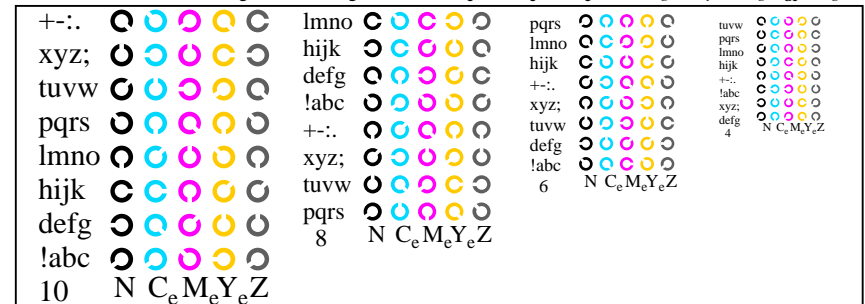 +-:.
xyz;
tuvw
pqrs
lmno
hijk
defg
!abc
10 N CeMeYeZ
lmno
hijk
defg
!abc
+-:.
xyz;
tuvw
pqrs
8 N CeMeYeZ
pqrs
lmno
hijk
+-:.
xyz;
tuvw
defg
!abc
6 N CeMeYeZ
tuvw
pqrs
lmno
hijk
+-:.
!abc
xyz;
defg
4 N CeMeYeZ